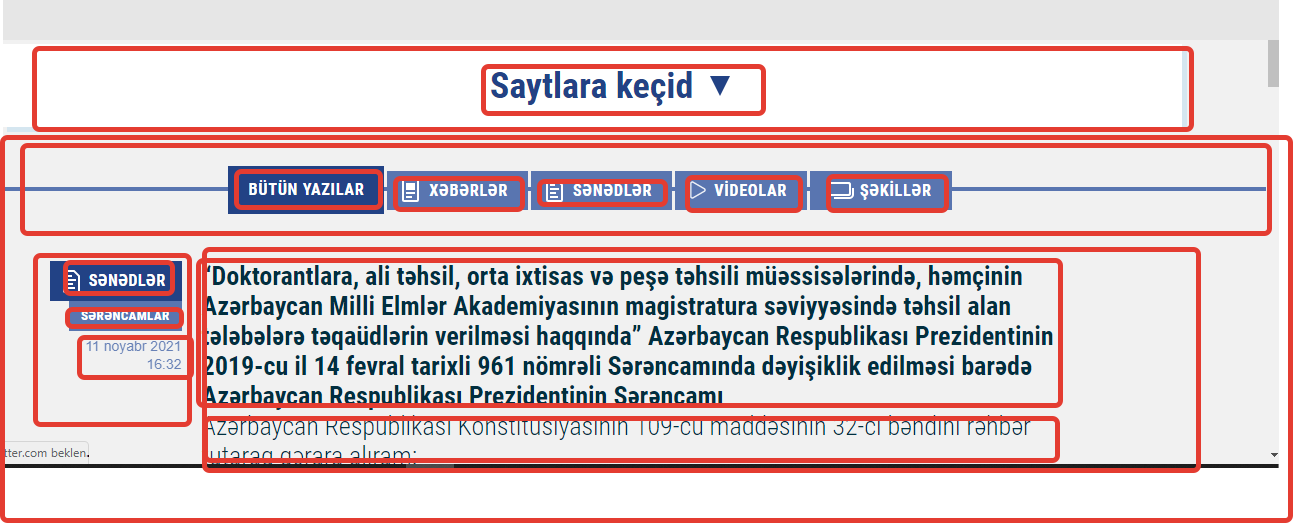 Saytlara keçid ▼
BÜTÜN YAZILAR XƏBƏRLƏR SƏNƏDLƏR VİDEOLAR ŞƏKİLLƏR
SƏNƏDLƏR
SƏRƏNCAMLAR
11 noyabr 2021
16:32
“Doktorantlara, ali təhsil, orta ixtisas və peşə təhsili müəssisələrində, həmçinin
Azərbaycan Milli Elmlər Akademiyasının magistratura səviyyəsində təhsil alan
tələbələrə təqaüdlərin verilməsi haqqında” Azərbaycan Respublikası Prezidentinin
2019-cu il 14 fevral tarixli 961 nömrəli Sərəncamında dəyişiklik edilməsi barədə
Azərbaycan Respublikası Prezidentinin Sərəncamı
Azərbaycan Respublikası Konstitusiyasının 109-cu maddəsinin 32-ci bəndini rəhbər
tutaraq qərara alıram:
tter.com beklen.